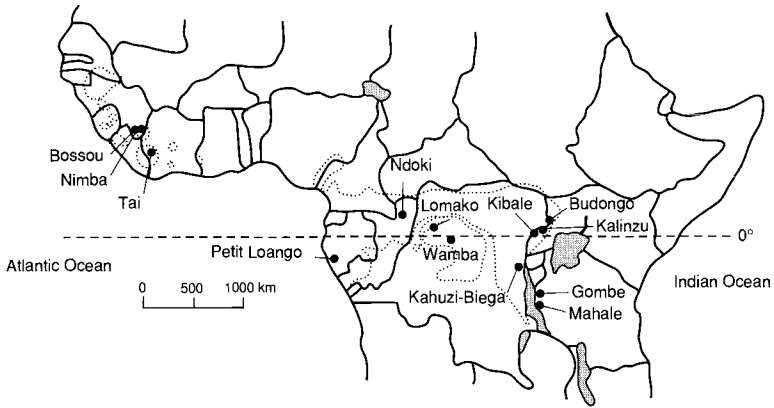 Bossou
Nimba
Tai
Ndoki
Lomako
Kibale
Budongo
Kalinzu
0°
Petit Loango
Wamba
Atlantic Ocean
Kahuzi-Biega
Indian Ocean
Gombe
Mahale
0 500 1000 km